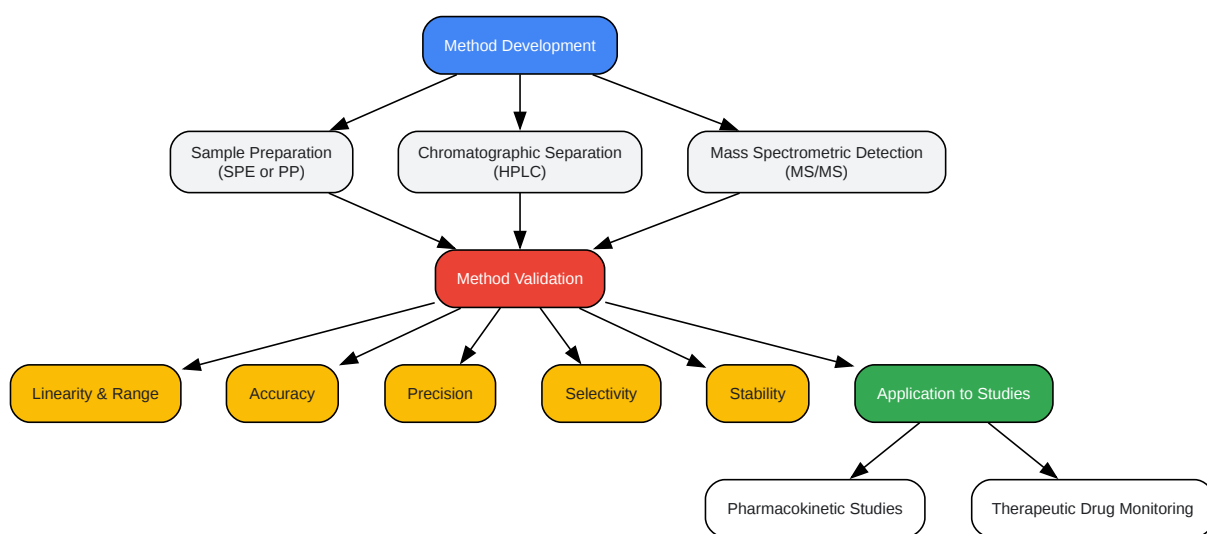 Method Development
Sample Preparation
(SPE or PP)
Chromatographic Separation
(HPLC)
Mass Spectrometric Detection
(MS/MS)
Method Validation
Linearity & Range
Accuracy
Precision
Selectivity
Stability
Application to Studies
Pharmacokinetic Studies
Therapeutic Drug Monitoring